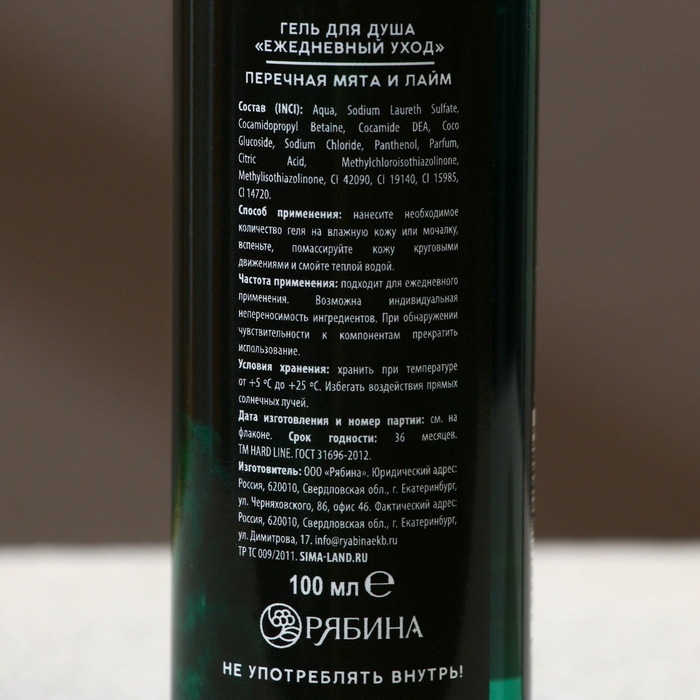 ГЕЛЬ ДЛЯ ДУША
«ЕЖЕДНЕВНЫЙ УХОД»
ПЕРЕЧНАЯ МЯТА И ЛАЙМ
Состав (INCI): Aqua, Sodium Laureth Sulfate,
Cocamidopropyl Betaine, Cocamide DEA, Coco
Glucoside, Sodium Chloride, Panthenol, Parfum,
Citric Acid, Methylchloroisothiazolinone,
Methylisothiazolinone, CI 42090, CI 19140, CI 15985,
CI 14720.
Способ применения: нанесите необходимое
количество геля на влажную кожу или мочалку,
вспеньте, помассируйте кожу круговыми
движениями и смойте теплой водой.
Частота применения: подходит для ежедневного
применения. Возможна индивидуальная
непереносимость ингредиентов. При обнаружении
чувствительности к компонентам прекратить
использование.
Условия хранения: хранить при температуре
от +5 ºC до +25 ºC. Избегать воздействия прямых
солнечных лучей.
Дата изготовления и номер партии: см. на
флаконе. Срок годности: 36 месяцев.
TM HARD LINE. ГОСТ 31696-2012.
Изготовитель: ООО «Рябина». Юридический адрес:
Россия, 620010, Свердловская обл., г. Екатеринбург,
ул. Черняховского, 86, офис 46. Фактический адрес:
Россия, 620010, Свердловская обл., г. Екатеринбург,
ул. Димитрова, 17. info@ryabinaekb.ru
ТР ТС 009/2011. SIMA-LAND.RU
100 мл ℮
РЯБИНА
НЕ УПОТРЕБЛЯТЬ ВНУТРЬ!